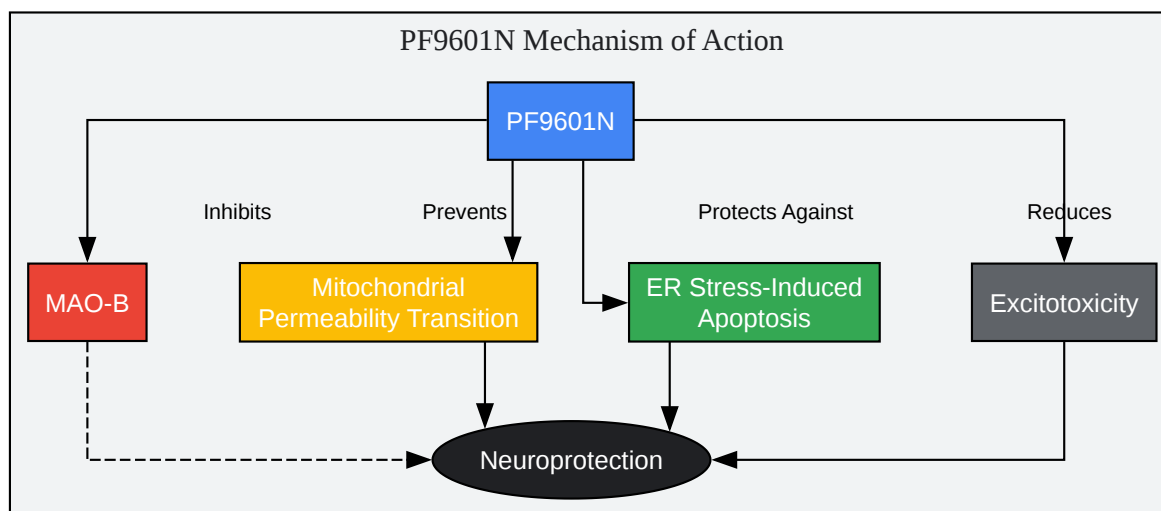 PF9601N Mechanism of Action
PF9601N
Inhibits
Prevents
Protects Against
Reduces
MAO-B
Mitochondrial
Permeability Transition
ER Stress-Induced
Apoptosis
Excitotoxicity
Neuroprotection